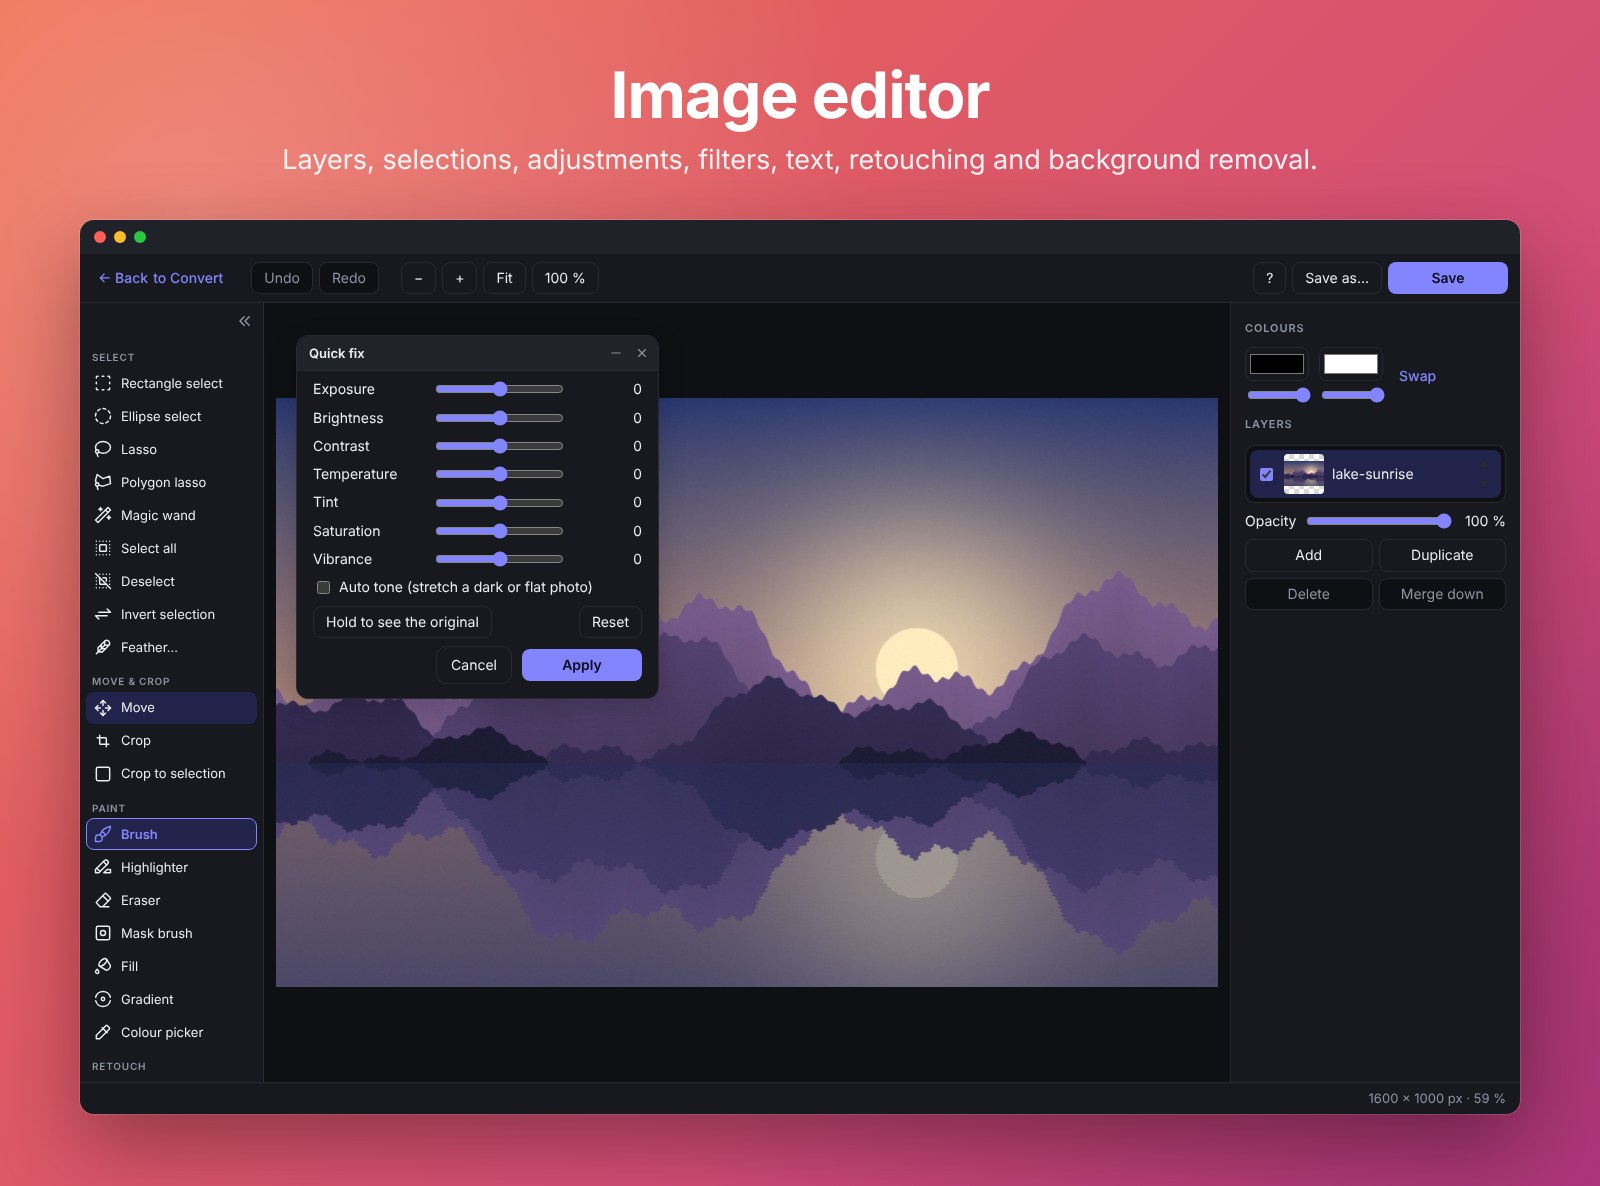 Image editor
Layers, selections, adjustments, filters, text, retouching and background removal.
← Back to Convert
Undo
Redo
−
+
Fit
100 %
?
Save as...
Save
SELECT
Rectangle select
Ellipse select
Lasso
Polygon lasso
Magic wand
Select all
Deselect
Invert selection
Feather...
MOVE & CROP
Move
Crop
Crop to selection
PAINT
Brush
Highlighter
Eraser
Mask brush
Fill
Gradient
Colour picker
RETOUCH
Quick fix
Exposure 0
Brightness 0
Contrast 0
Temperature 0
Tint 0
Saturation 0
Vibrance 0
Auto tone (stretch a dark or flat photo)
Hold to see the original
Reset
Cancel
Apply
COLOURS
Swap
LAYERS
lake-sunrise
Opacity 100 %
Add
Duplicate
Delete
Merge down
1600 × 1000 px · 59 %